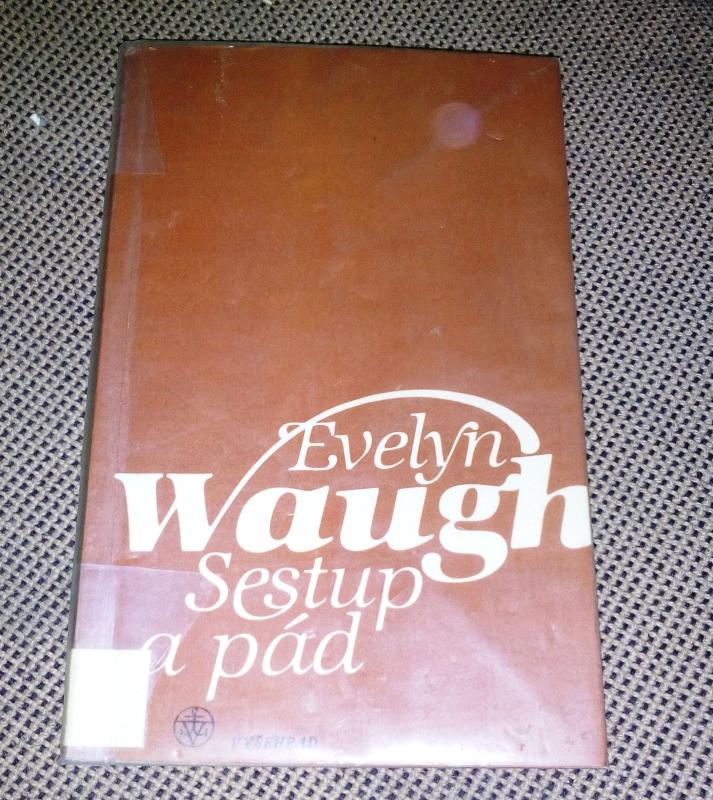 Evelyn
Waugh
Sestup
a pád
VYŠEHRAD